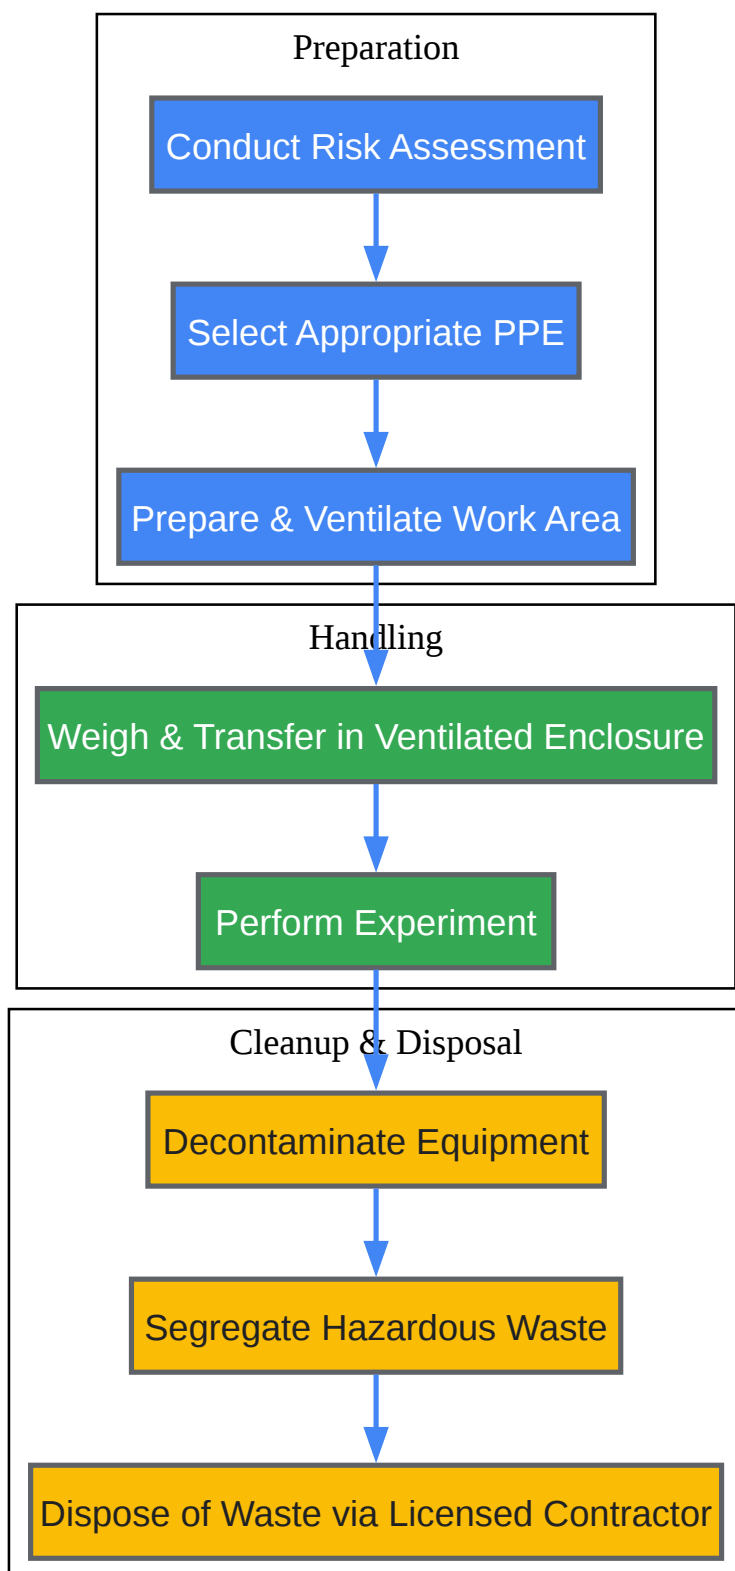 Preparation
Conduct Risk Assessment
Select Appropriate PPE
Prepare & Ventilate Work Area
Handling
Weigh & Transfer in Ventilated Enclosure
Perform Experiment
Cleanup & Disposal
Decontaminate Equipment
Segregate Hazardous Waste
Dispose of Waste via Licensed Contractor